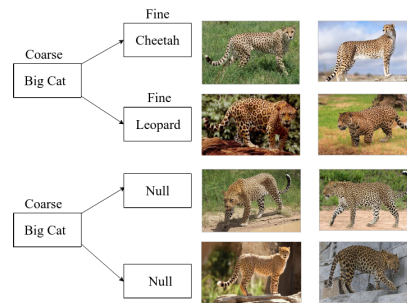 Fine
Cheetah
Coarse
Big Cat
Fine
Leopard
Null
Coarse
Big Cat
Null